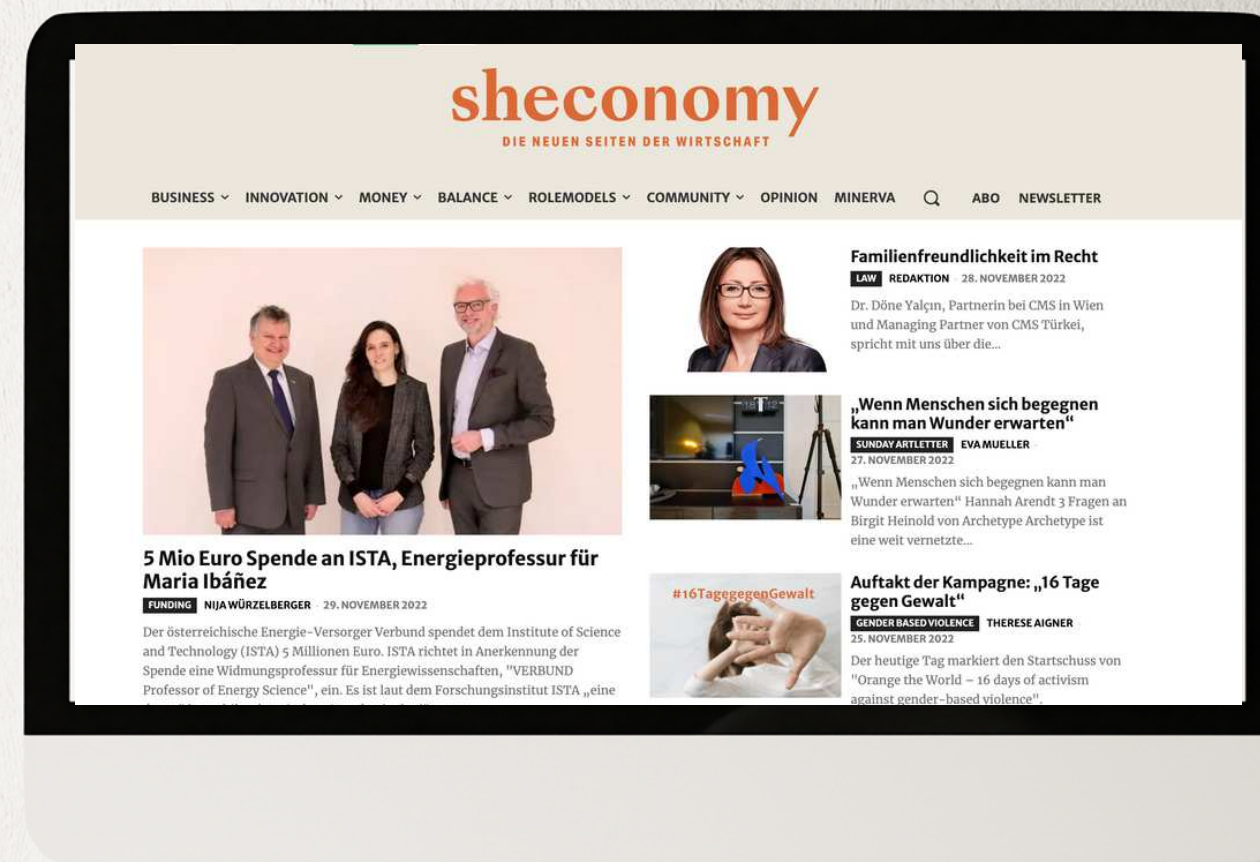 sheconomy
DIE NEUEN SEITEN DER WIRTSCHAFT
BUSINESS INNOVATION MONEY BALANCE ROLEMODELS COMMUNITY OPINION MINERVA ABO NEWSLETTER
5 Mio Euro Spende an ISTA, Energieprofessur für
Maria Ibáñez
FUNDING NIJA WÜRZELBERGER - 29. NOVEMBER 2022
Der österreichische Energie-Versorger Verbund spendet dem Institute of Science
and Technology (ISTA) 5 Millionen Euro. ISTA richtet in Anerkennung der
Spende eine Widmungsprofessur für Energiewissenschaften, "VERBUND
Professor of Energy Science", ein. Es ist laut dem Forschungsinstitut ISTA „eine
Familienfreundlichkeit im Recht
LAW REDAKTION - 28. NOVEMBER 2022
Dr. Döne Yalçın, Partnerin bei CMS in Wien
und Managing Partner von CMS Türkei,
spricht mit uns über die...
18 12
„Wenn Menschen sich begegnen
kann man Wunder erwarten“
SUNDAY ARTLETTER EVA MUELLER -
27. NOVEMBER 2022
„Wenn Menschen sich begegnen kann man
Wunder erwarten“ Hannah Arendt 3 Fragen an
Birgit Heinold von Archetype Archetype ist
eine weit vernetzte...
#16TagegegenGewalt
Auftakt der Kampagne: „16 Tage
gegen Gewalt“
GENDER BASED VIOLENCE THERESE AIGNER -
25. NOVEMBER 2022
Der heutige Tag markiert den Startschuss von
"Orange the World – 16 days of activism
against gender-based violence".